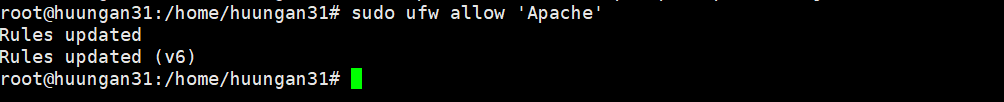 root@huungan31:/home/huungan31# sudo ufw allow 'Apache'
Rules updated
Rules updated (v6)
root@huungan31:/home/huungan31#